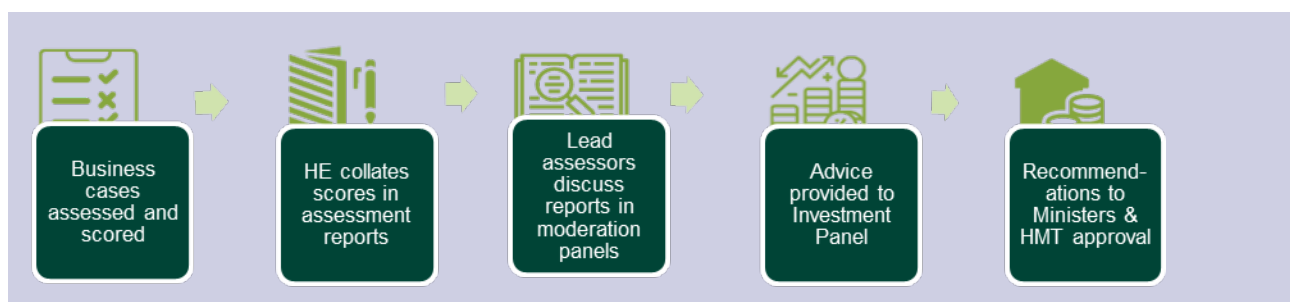 Business
cases
assessed and
scored
HE collates
scores in
assessment
reports
Lead
assessors
discuss
reports in
moderation
panels
Advice
provided to
Investment
Panel
Recommend-
ations to
Ministers &
HMT approval